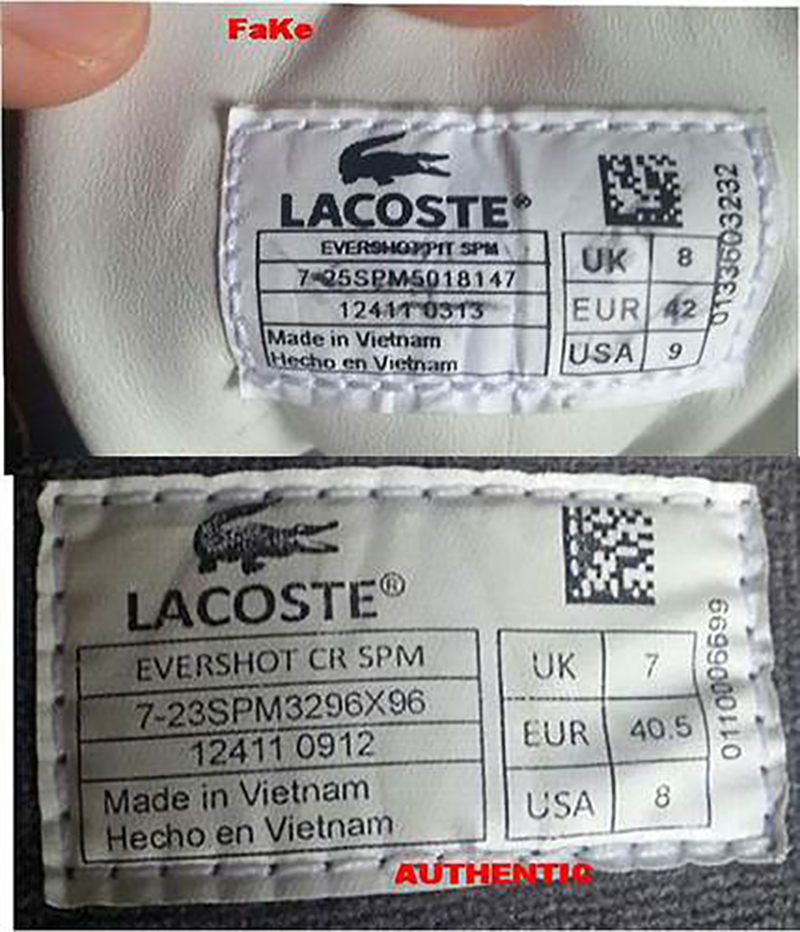 FaKe
LACOSTE®
EVERSHOT PIT SPM
7-25SPM5018147
12411 0313
Made in Vietnam
Hecho en Vietnam
UK 8
EUR 42
USA 9
0133603232
LACOSTE®
EVERSHOT CR SPM
7-23SPM3296X96
12411 0912
Made in Vietnam
Hecho en Vietnam
UK 7
EUR 40.5
USA 8
0110006699
AUTHENTIC